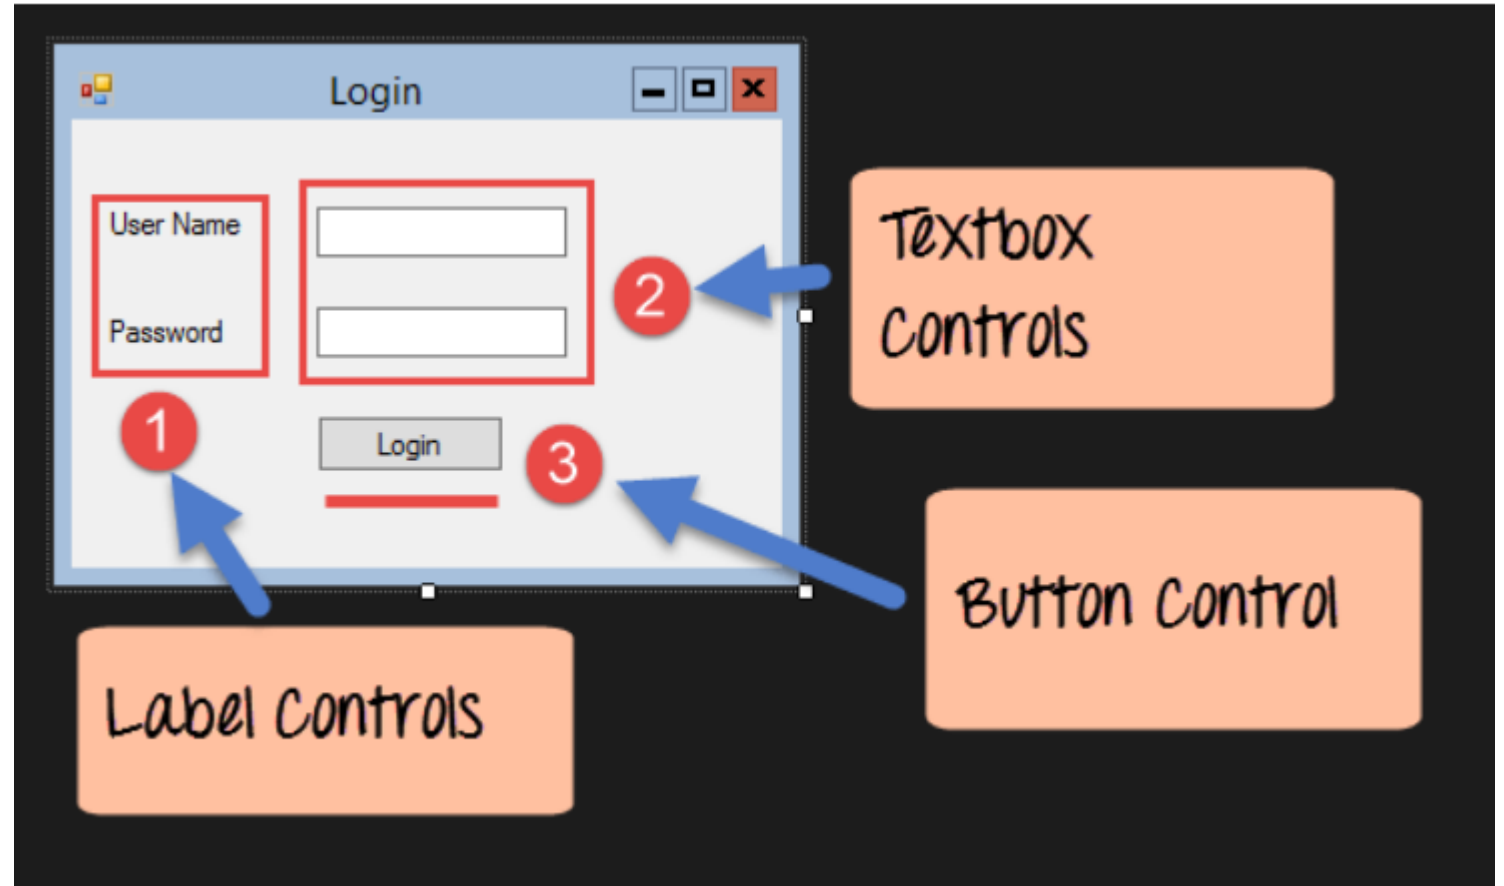 Login
User Name
Password
1
2
Login
3
Textbox
Controls
Button Control
Label Controls